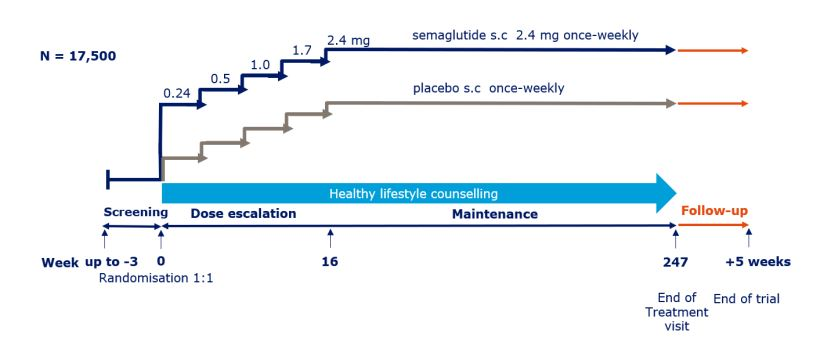 N = 17,500
0.24
0.5
1.0
1.7
2.4 mg
semaglutide s.c 2.4 mg once-weekly
placebo s.c once-weekly
Healthy lifestyle counselling
Screening
Dose escalation
Maintenance
Follow-up
Week up to -3 0 16 247 +5 weeks
Randomisation 1:1
End of
Treatment
visit
End of trial